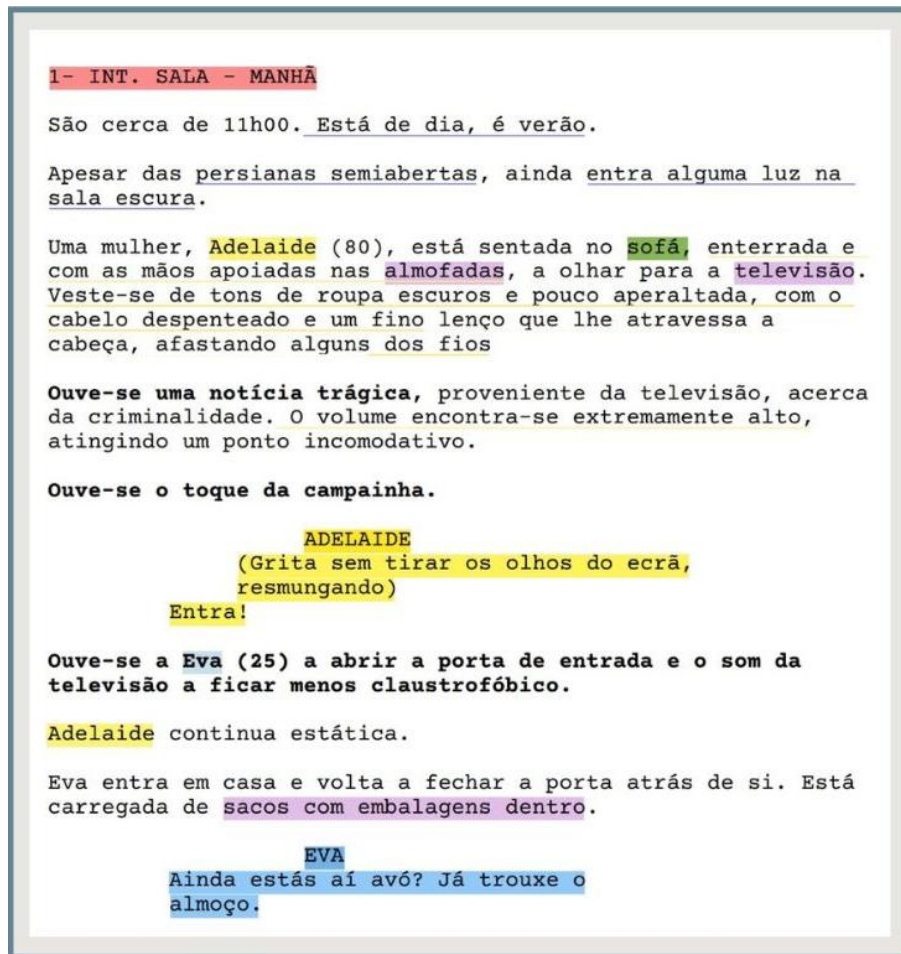 1- INT. SALA - MANHÃ
São cerca de 11h00. Está de dia, é verão.
Apesar das persianas semiabertas, ainda entra alguma luz na
sala escura.
Uma mulher, Adelaide (80), está sentada no sofá, enterrada e
com as mãos apoiadas nas almofadas, a olhar para a televisão.
Veste-se de tons de roupa escuros e pouco aperaltada, com o
cabelo despenteado e um fino lenço que lhe atravessa a
cabeça, afastando alguns dos fios
Ouve-se uma notícia trágica, proveniente da televisão, acerca
da criminalidade. O volume encontra-se extremamente alto,
atingindo um ponto incomodativo.
Ouve-se o toque da campainha.
ADELAIDE
(Grita sem tirar os olhos do ecrã,
resmungando)
Entra!
Ouve-se a Eva (25) a abrir a porta de entrada e o som da
televisão a ficar menos claustrofóbico.
Adelaide continua estática.
Eva entra em casa e volta a fechar a porta atrás de si. Está
carregada de sacos com embalagens dentro.
EVA
Ainda estás aí avó? Já trouxe o
almoço.